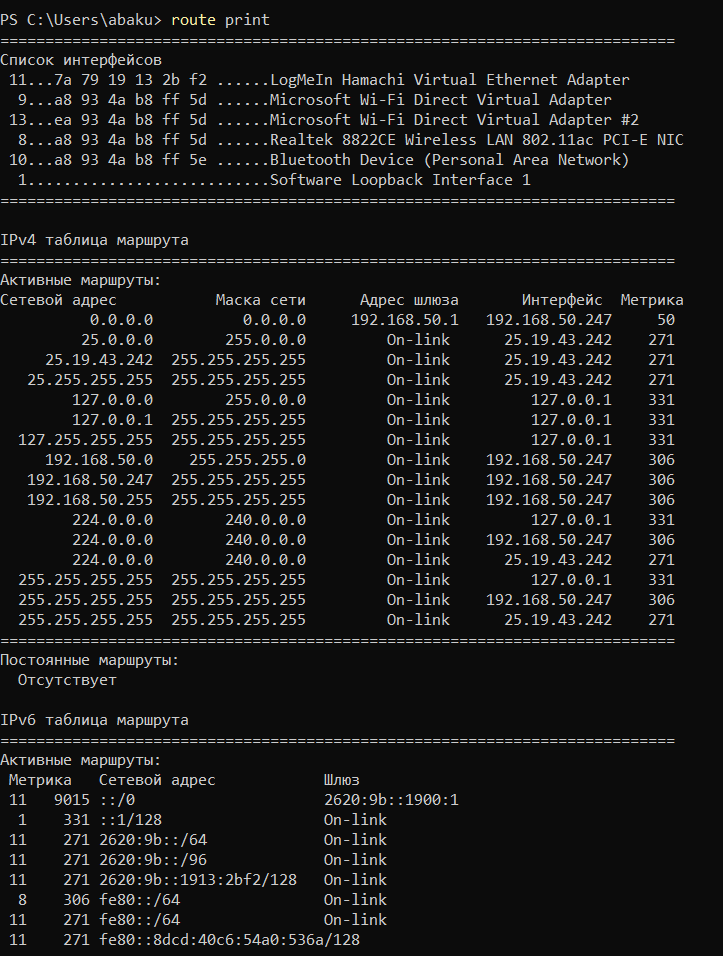 PS C:\Users\abaku> route print
===========================================================================
Список интерфейсов
 11...7a 79 19 13 2b f2 ......LogMeIn Hamachi Virtual Ethernet Adapter
  9...a8 93 4a b8 ff 5d ......Microsoft Wi-Fi Direct Virtual Adapter
 13...ea 93 4a b8 ff 5d ......Microsoft Wi-Fi Direct Virtual Adapter #2
  8...a8 93 4a b8 ff 5d ......Realtek 8822CE Wireless LAN 802.11ac PCI-E NIC
 10...a8 93 4a b8 ff 5e ......Bluetooth Device (Personal Area Network)
  1...........................Software Loopback Interface 1
===========================================================================
IPv4 таблица маршрута
===========================================================================
Активные маршруты:
Сетевой адрес           Маска сети      Адрес шлюза       Интерфейс  Метрика
          0.0.0.0          0.0.0.0     192.168.50.1   192.168.50.247     50
         25.0.0.0        255.0.0.0         On-link      25.19.43.242    271
     25.19.43.242  255.255.255.255         On-link      25.19.43.242    271
   25.255.255.255  255.255.255.255         On-link      25.19.43.242    271
        127.0.0.0        255.0.0.0         On-link         127.0.0.1    331
        127.0.0.1  255.255.255.255         On-link         127.0.0.1    331
  127.255.255.255  255.255.255.255         On-link         127.0.0.1    331
     192.168.50.0    255.255.255.0         On-link    192.168.50.247    306
   192.168.50.247  255.255.255.255         On-link    192.168.50.247    306
   192.168.50.255  255.255.255.255         On-link    192.168.50.247    306
        224.0.0.0        240.0.0.0         On-link         127.0.0.1    331
        224.0.0.0        240.0.0.0         On-link    192.168.50.247    306
        224.0.0.0        240.0.0.0         On-link      25.19.43.242    271
  255.255.255.255  255.255.255.255         On-link         127.0.0.1    331
  255.255.255.255  255.255.255.255         On-link    192.168.50.247    306
  255.255.255.255  255.255.255.255         On-link      25.19.43.242    271
===========================================================================
Постоянные маршруты:
  Отсутствует
IPv6 таблица маршрута
===========================================================================
Активные маршруты:
 Метрика   Сетевой адрес            Шлюз
 11   9015 ::/0                     2620:9b::1900:1
  1    331 ::1/128                  On-link
 11    271 2620:9b::/64             On-link
 11    271 2620:9b::/96             On-link
 11    271 2620:9b::1913:2bf2/128   On-link
  8    306 fe80::/64                On-link
 11    271 fe80::/64                On-link
 11    271 fe80::8dcd:40c6:54a0:536a/128